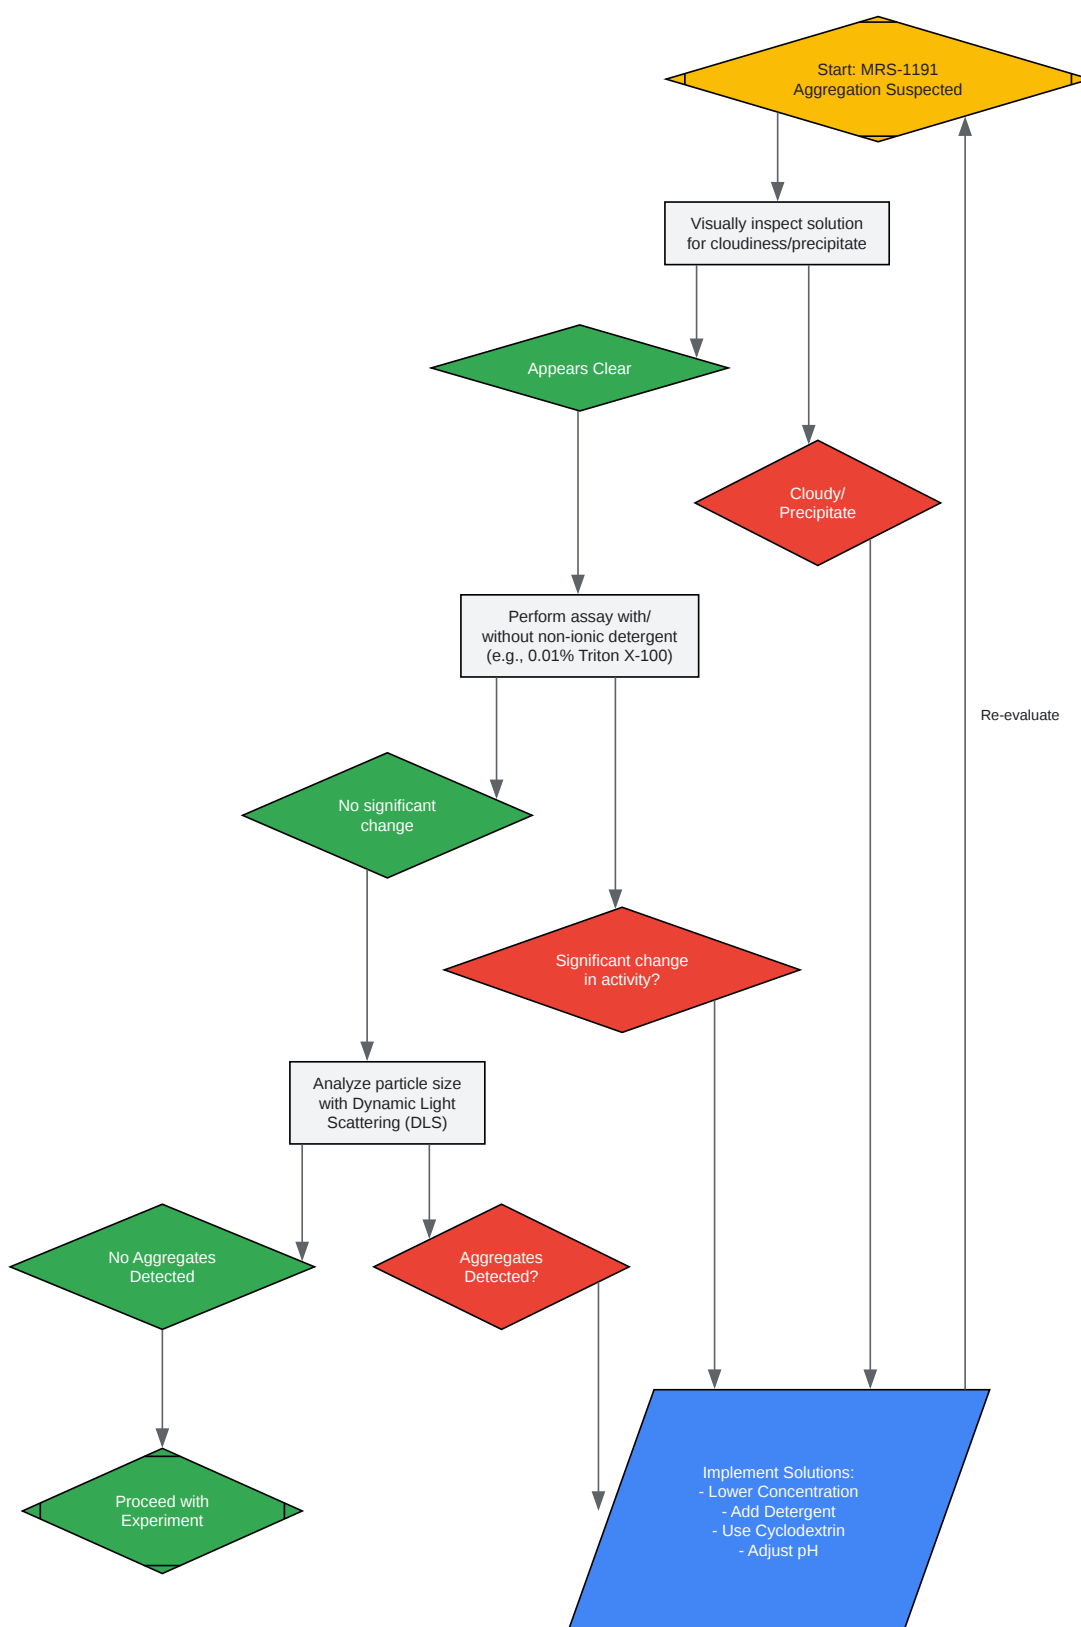 Start: MRS-1191
Aggregation Suspected
Visually inspect solution
for cloudiness/precipitate
Appears Clear
Cloudy/
Precipitate
Perform assay with/
without non-ionic detergent
(e.g., 0.01% Triton X-100)
Re-evaluate
No significant
change
Significant change
in activity?
Analyze particle size
with Dynamic Light
Scattering (DLS)
No Aggregates
Detected
Aggregates
Detected?
Proceed with
Experiment
Implement Solutions:
- Lower Concentration
- Add Detergent
- Use Cyclodextrin
- Adjust pH